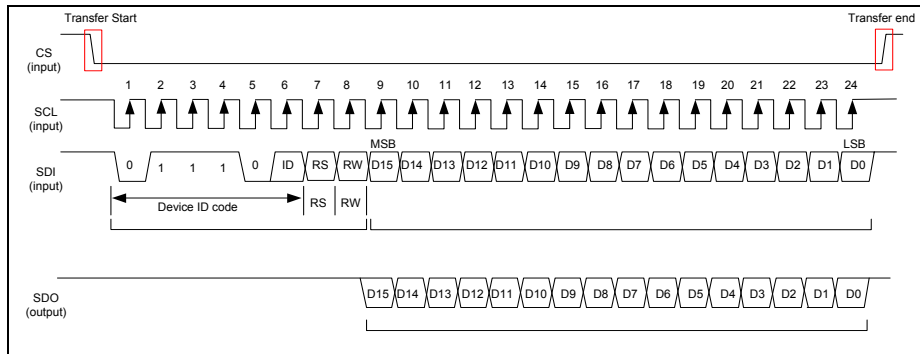 Transfer Start Transfer end
CS
(input)
1 2 3 4 5 6 7 8 9 10 11 12 13 14 15 16 17 18 19 20 21 22 23 24
SCL
(input)
MSB LSB
SDI
(input)
0 1 1 1 0 ID RS RW D15 D14 D13 D12 D11 D10 D9 D8 D7 D6 D5 D4 D3 D2 D1 D0
Device ID code RS RW
SDO
(output)
D15 D14 D13 D12 D11 D10 D9 D8 D7 D6 D5 D4 D3 D2 D1 D0